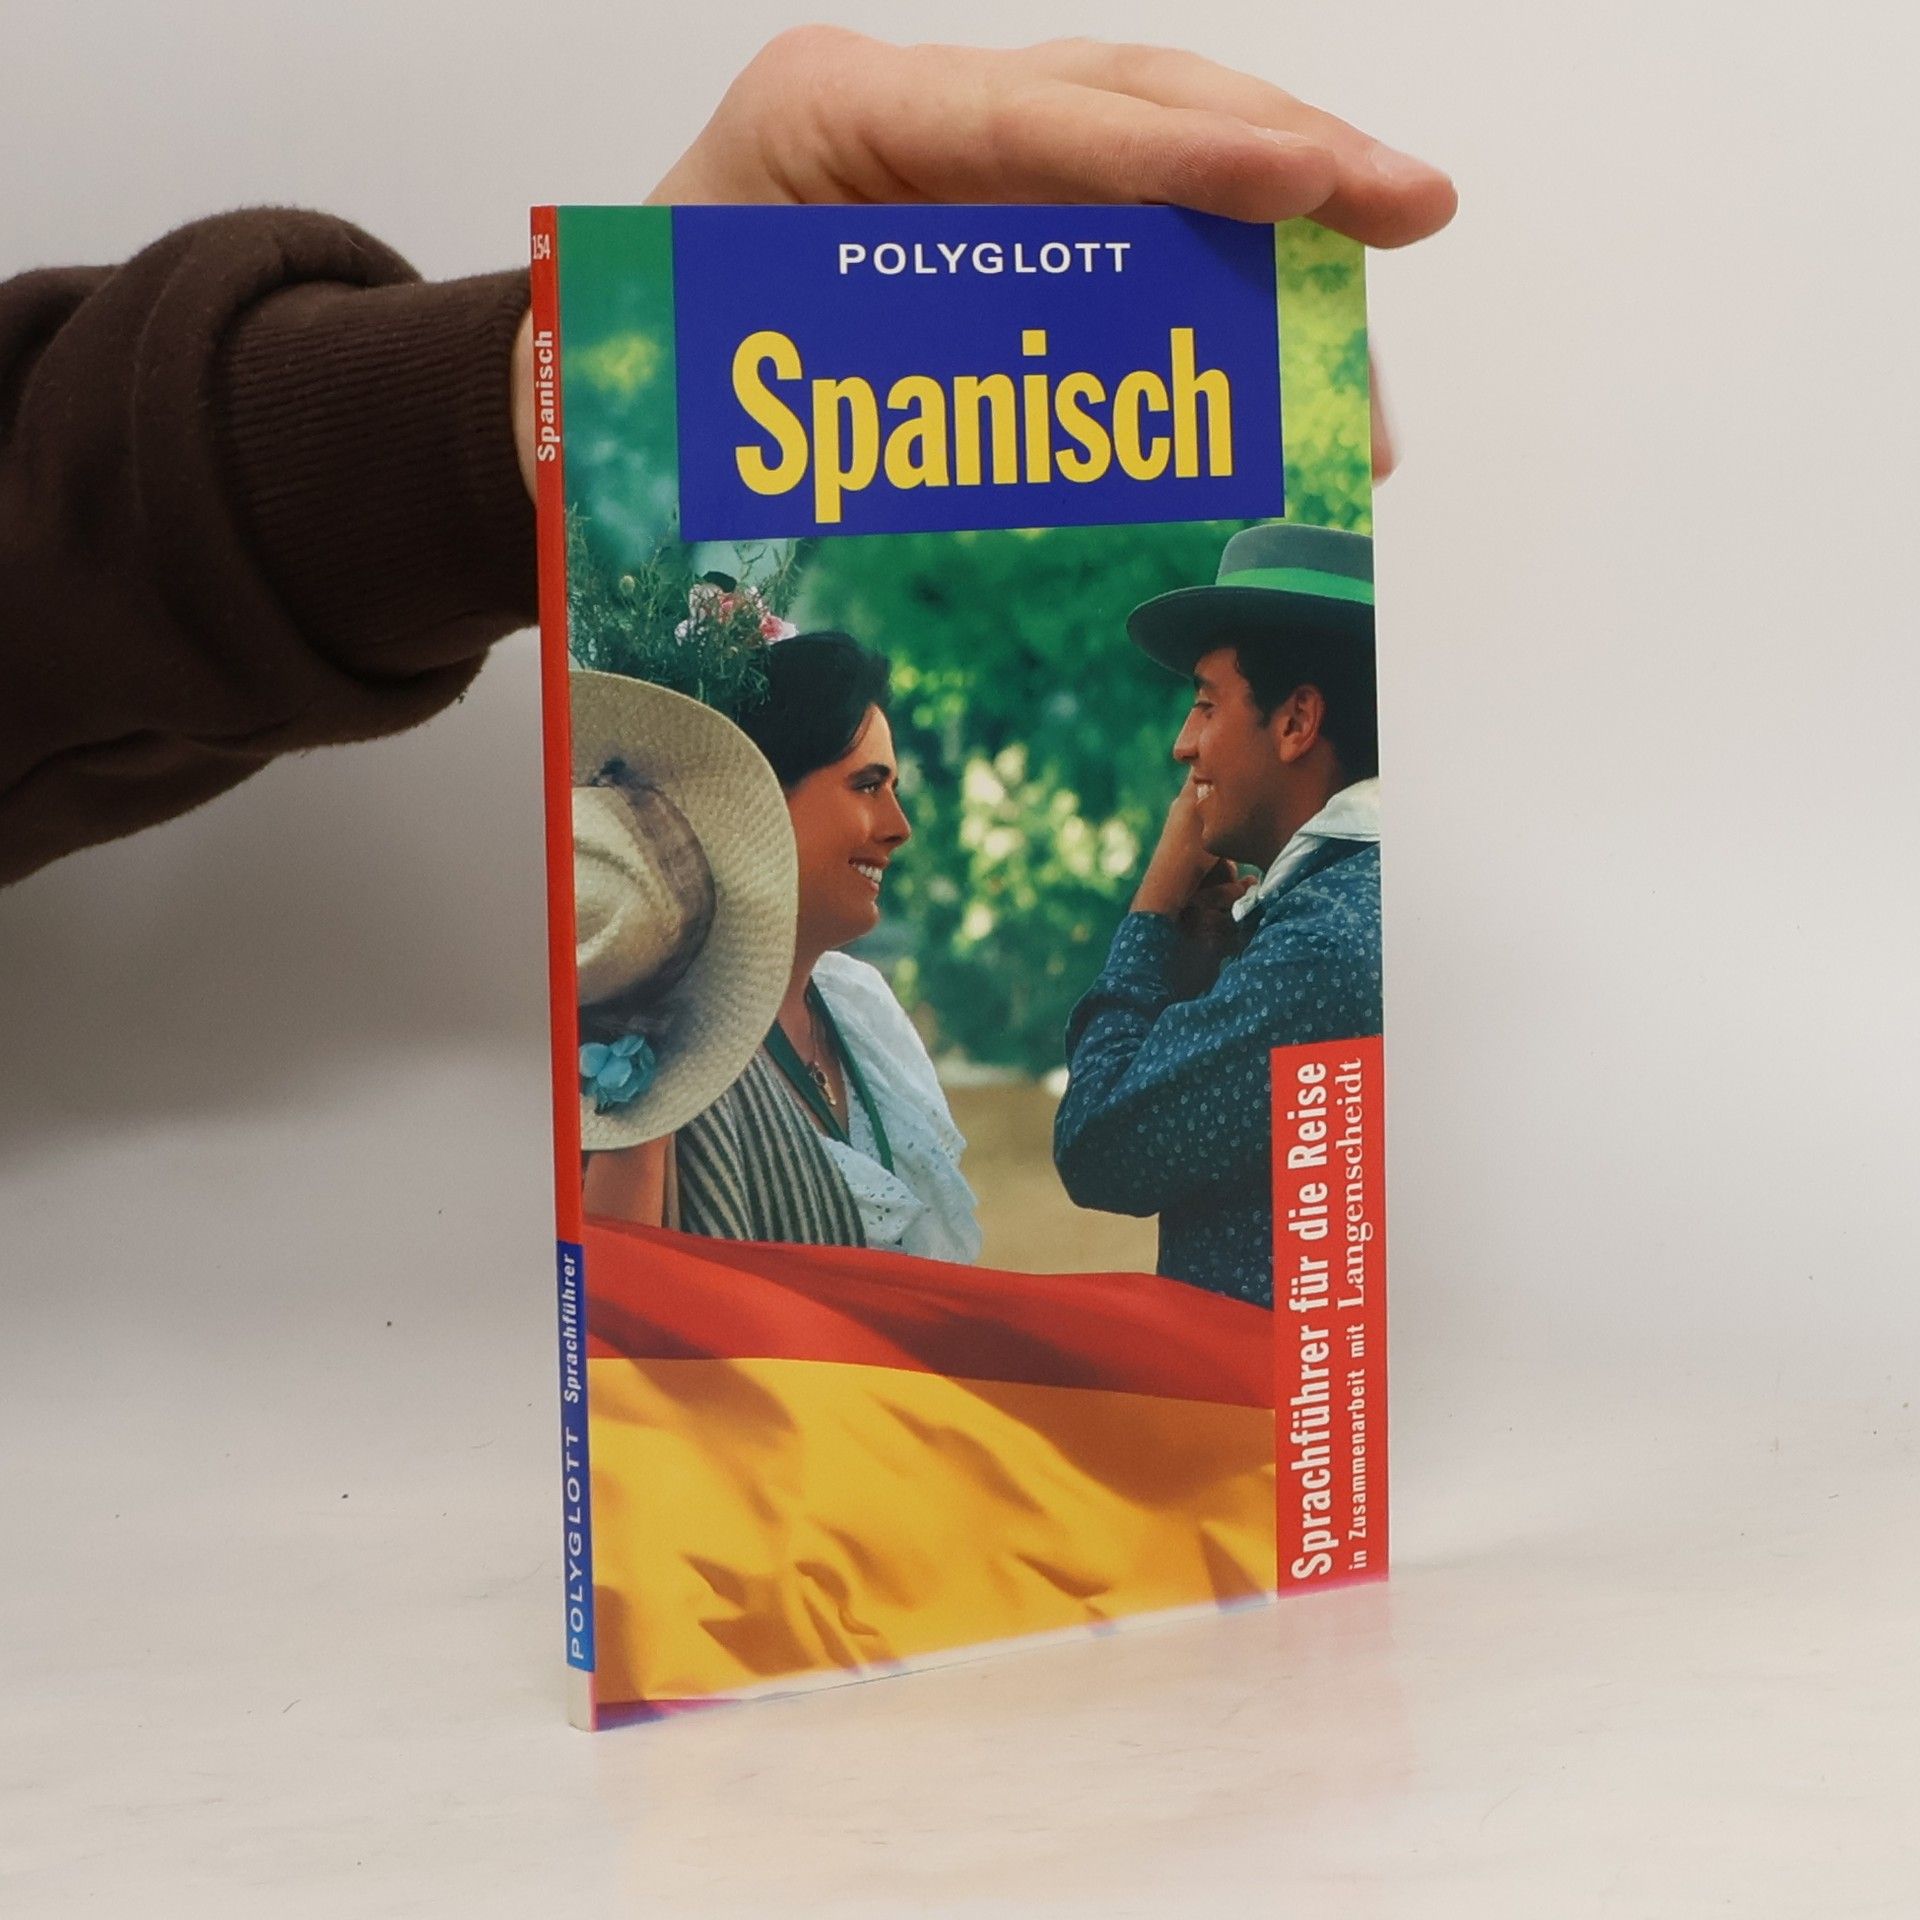 POLYGLOTT
Spanisch
Sprachführer für die Reise
in Zusammenarbeit mit Langenscheidt
154
Spanisch
POLYGLOTT Sprachführer